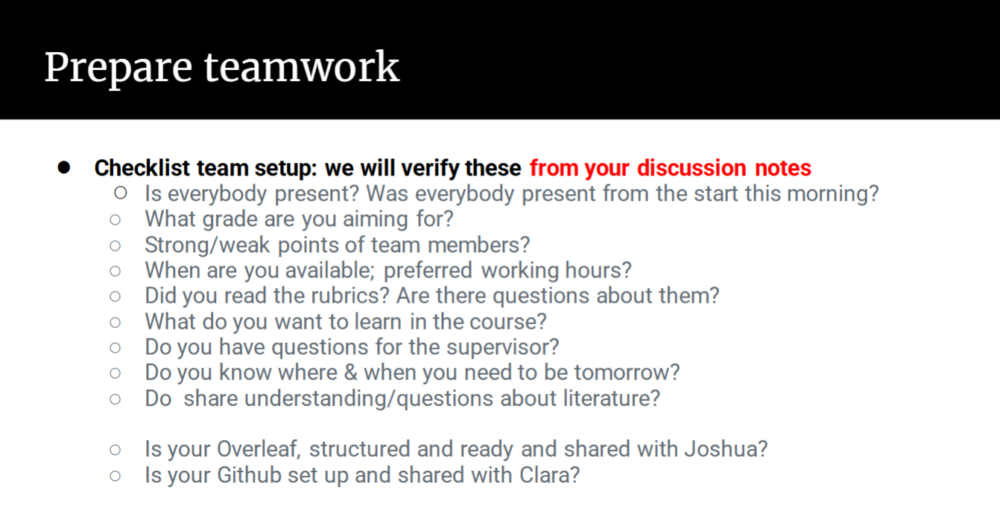 Prepare teamwork
● Checklist team setup: we will verify these from your discussion notes
○ Is everybody present? Was everybody present from the start this morning?
○ What grade are you aiming for?
○ Strong/weak points of team members?
○ When are you available; preferred working hours?
○ Did you read the rubrics? Are there questions about them?
○ What do you want to learn in the course?
○ Do you have questions for the supervisor?
○ Do you know where & when you need to be tomorrow?
○ Do  share understanding/questions about literature?
○ Is your Overleaf, structured and ready and shared with Joshua?
○ Is your Github set up and shared with Clara?